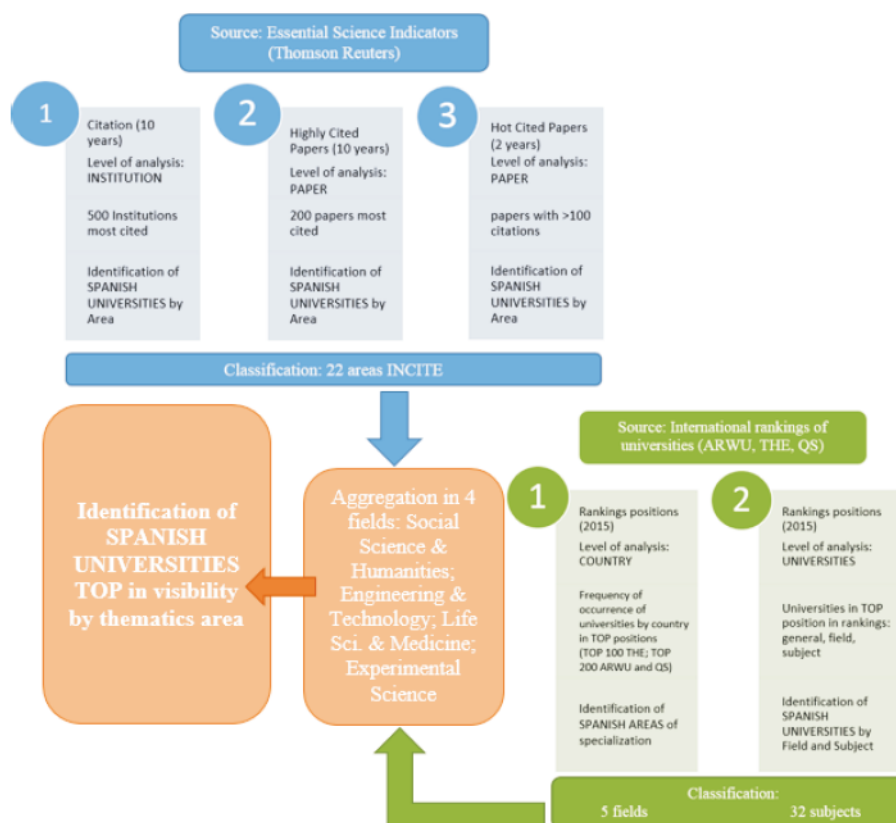 Source: Essential Science Indicators
(Thomson Reuters)
1
Citation (10
years)
Level of analysis:
INSTITUTION
500 Institutions
most cited
Identification of
SPANISH
UNIVERSITIES by
Area
2
Highly Cited
Papers (10 years)
Level of analysis:
PAPER
200 papers most
cited
Identification of
SPANISH
UNIVERSITIES by
Area
3
Hot Cited Papers
(2 years)
Level of analysis:
PAPER
papers with >100
citations
Identification of
SPANISH
UNIVERSITIES by
Area
Classification: 22 areas INCITE
Identification of
SPANISH
UNIVERSITIES
TOP in visibility
by thematics area
Aggregation in 4
fields: Social
Science &
Humanities;
Engineering &
Technology; Life
Sci. & Medicine;
Experimental
Science
Source: International rankings of
universities (ARWU, THE, QS)
1
Rankings positions
(2015)
Level of analysis:
COUNTRY
Frequency of
occurrence of
universities by country
in TOP positions
(TOP 100 THE; TOP
200 ARWU and QS)
Identification of
SPANISH AREAS of
specialization
2
Rankings positions
(2015)
Level of analysis:
UNIVERSITIES
Universities in TOP
position in rankings:
general, field,
subject
Identification of
SPANISH
UNIVERSITIES by
Field and Subject
Classification:
5 fields 32 subjects